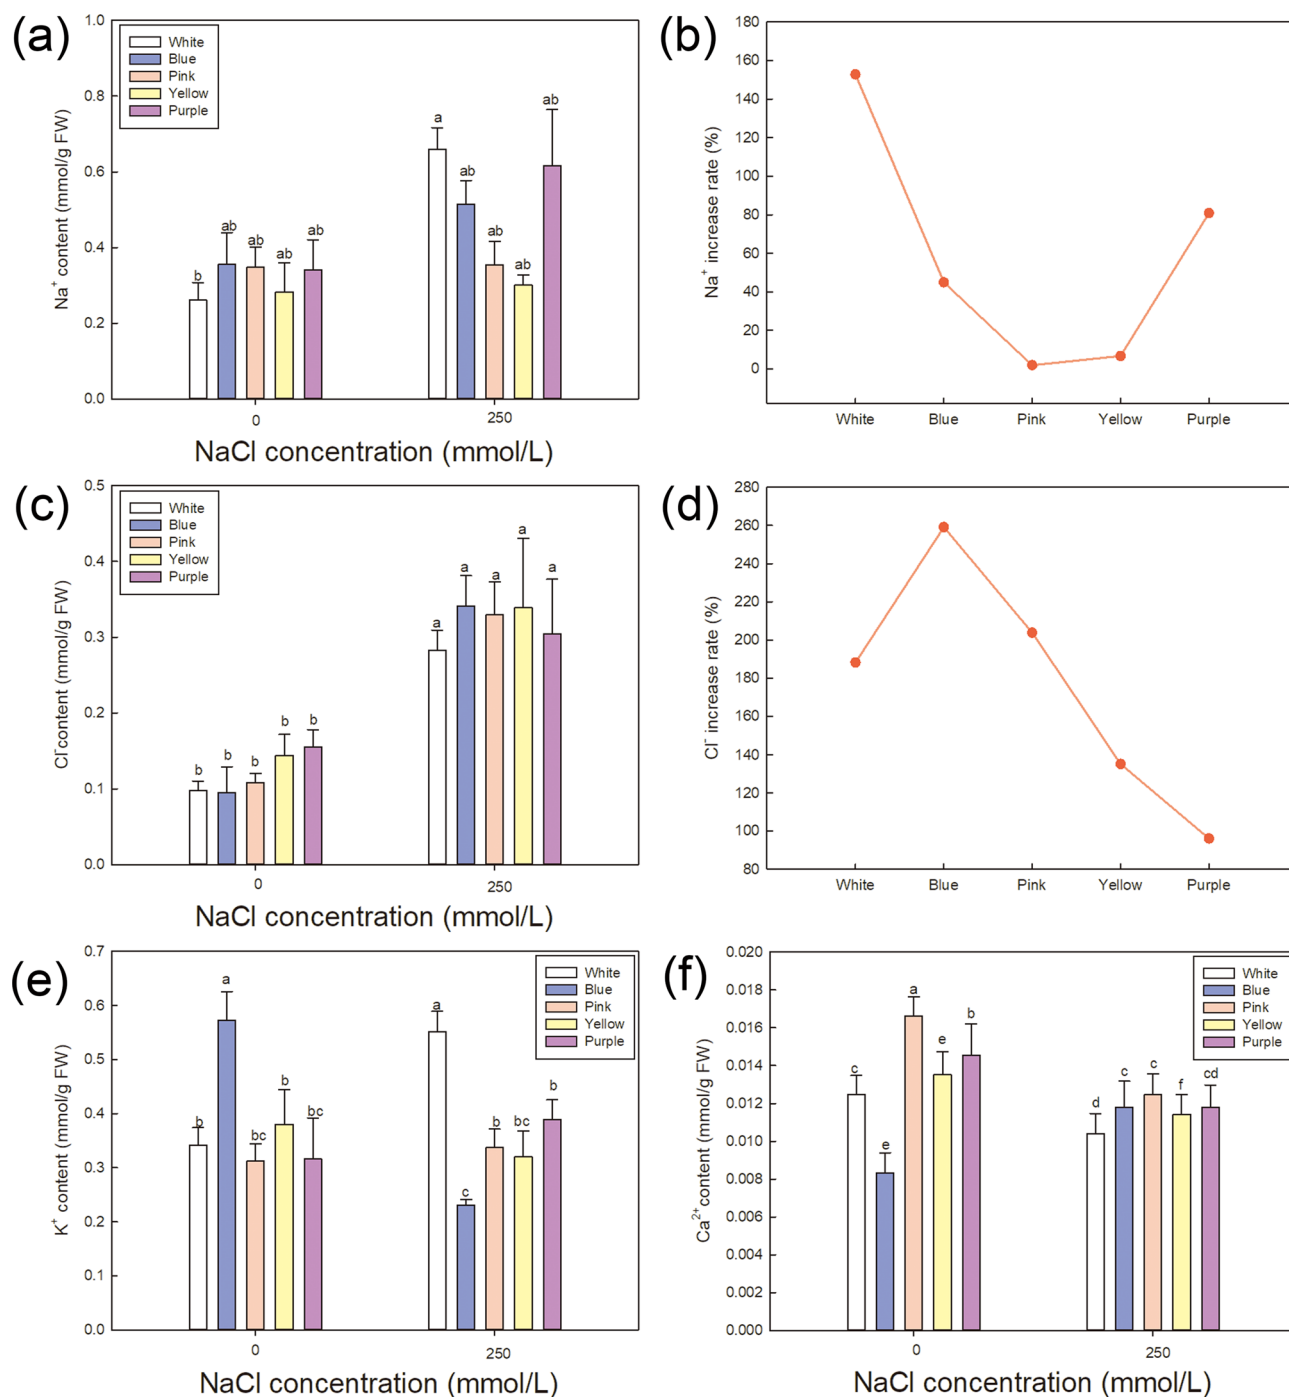 (a)
1.0
0.8
0.6
0.4
0.2
0.0
Na+ content (mmol/g FW)
White
Blue
Pink
Yellow
Purple
b
ab
ab
ab
ab
a
ab
ab
ab
ab
0
250
NaCl concentration (mmol/L)
(b)
180
160
140
120
100
80
60
40
20
0
Na+ increase rate (%)
White
Blue
Pink
Yellow
Purple
(c)
0.5
0.4
0.3
0.2
0.1
0.0
Cl-content (mmol/g FW)
White
Blue
Pink
Yellow
Purple
b
b
b
b
b
a
a
a
a
a
0
250
NaCl concentration (mmol/L)
(d)
280
260
240
220
200
180
160
140
120
100
80
Cl- increase rate (%)
White
Blue
Pink
Yellow
Purple
(e)
0.7
0.6
0.5
0.4
0.3
0.2
0.1
0.0
K+ content (mmol/g FW)
White
Blue
Pink
Yellow
Purple
b
a
bc
b
bc
a
c
b
bc
b
0
250
NaCl concentration (mmol/L)
(f)
0.020
0.018
0.016
0.014
0.012
0.010
0.008
0.006
0.004
0.002
0.000
Ca2+content (mmol/g FW)
White
Blue
Pink
Yellow
Purple
c
e
a
e
b
d
c
c
f
cd
0
250
NaCl concentration (mmol/L)